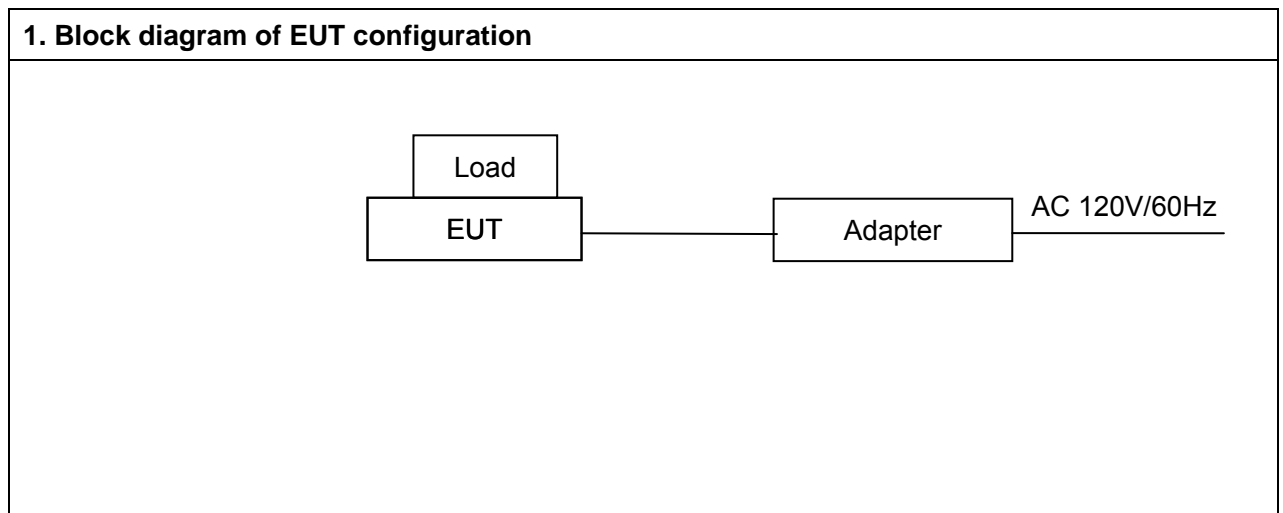 1. Block diagram of EUT configuration
Load
EUT
Adapter
AC 120V/60Hz